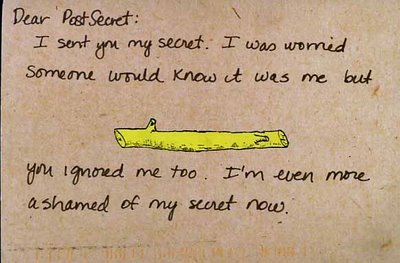 Dear PostSecret:
I sent you my secret. I was worried
someone would know it was me but
you ignored me too. I'm even more
ashamed of my secret now.